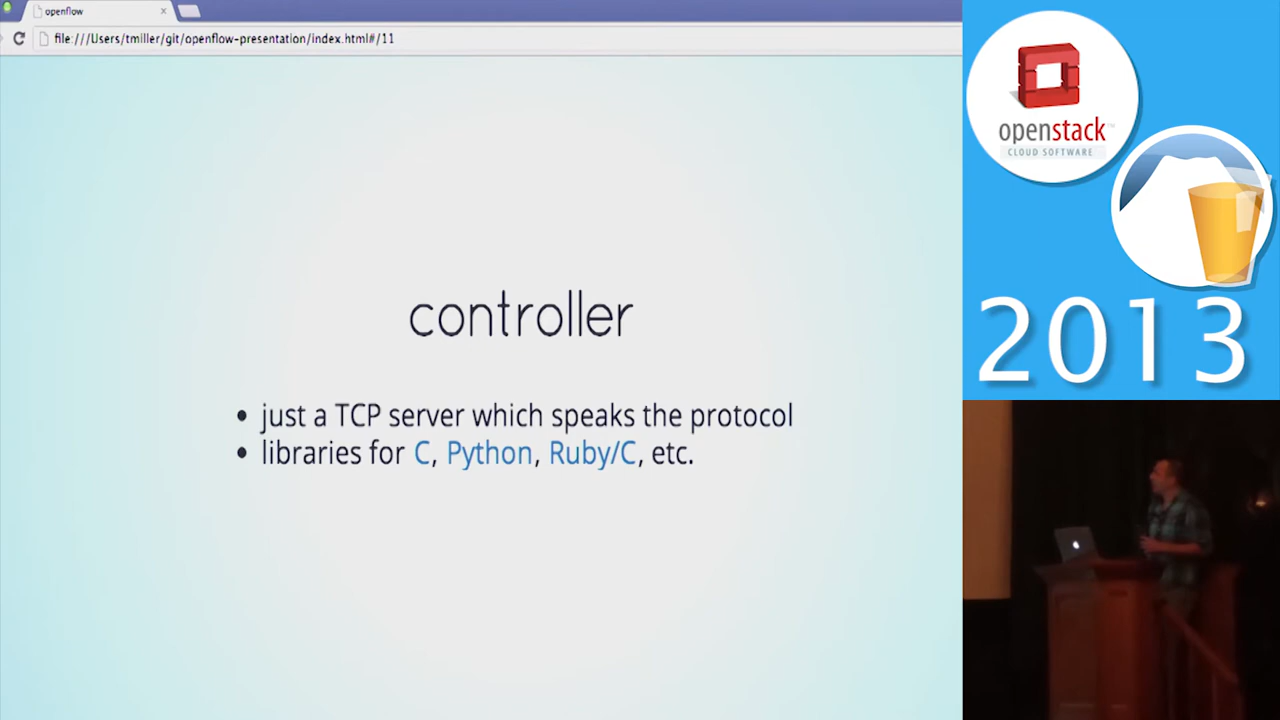 openflow
file:///Users/tmiller/git/openflow-presentation/index.html#/11
controller
• just a TCP server which speaks the protocol
• libraries for C, Python, Ruby/C, etc.
openstack™
CLOUD SOFTWARE
2013